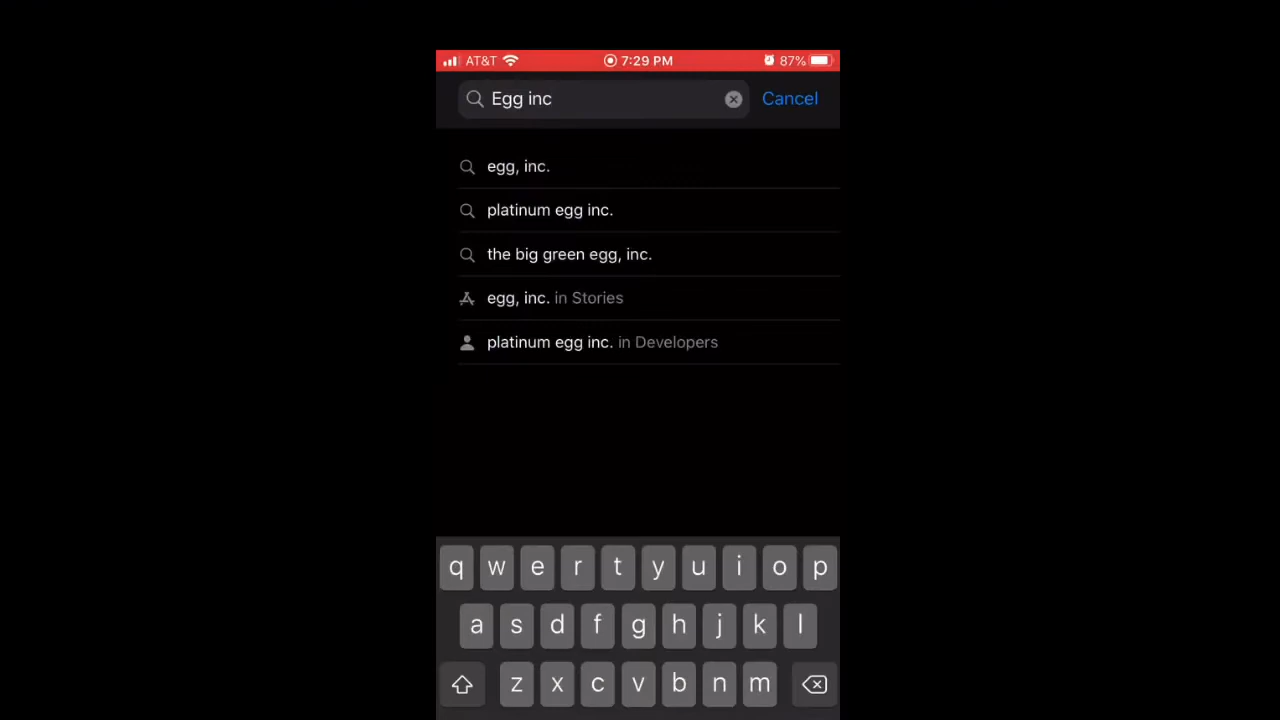 AT&T 7:29 PM 87%
Egg inc Cancel
egg, inc.
platinum egg inc.
the big green egg, inc.
egg, inc. in Stories
platinum egg inc. in Developers
q w e r t y u i o p
a s d f g h j k l
z x c v b n m